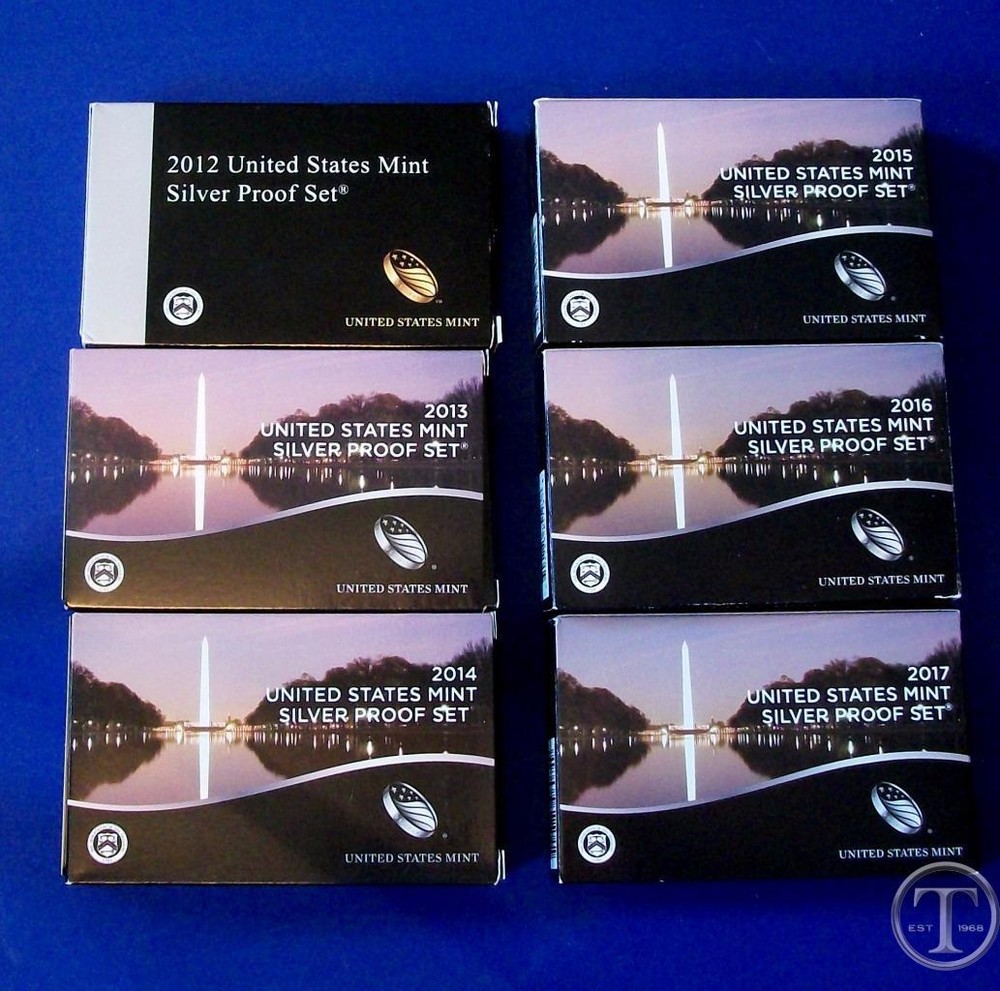 2012 United States Mint
Silver Proof Set®
UNITED STATES MINT
2013
UNITED STATES MINT
SILVER PROOF SET®
UNITED STATES MINT
2014
UNITED STATES MINT
SILVER PROOF SET
UNITED STATES MINT
2015
UNITED STATES MINT
SILVER PROOF SET®
UNITED STATES MINT
2016
UNITED STATES MINT
SILVER PROOF SET®
UNITED STATES MINT
2017
UNITED STATES MINT
SILVER PROOF SET®
UNITED STATES MINT
T
EST 1968